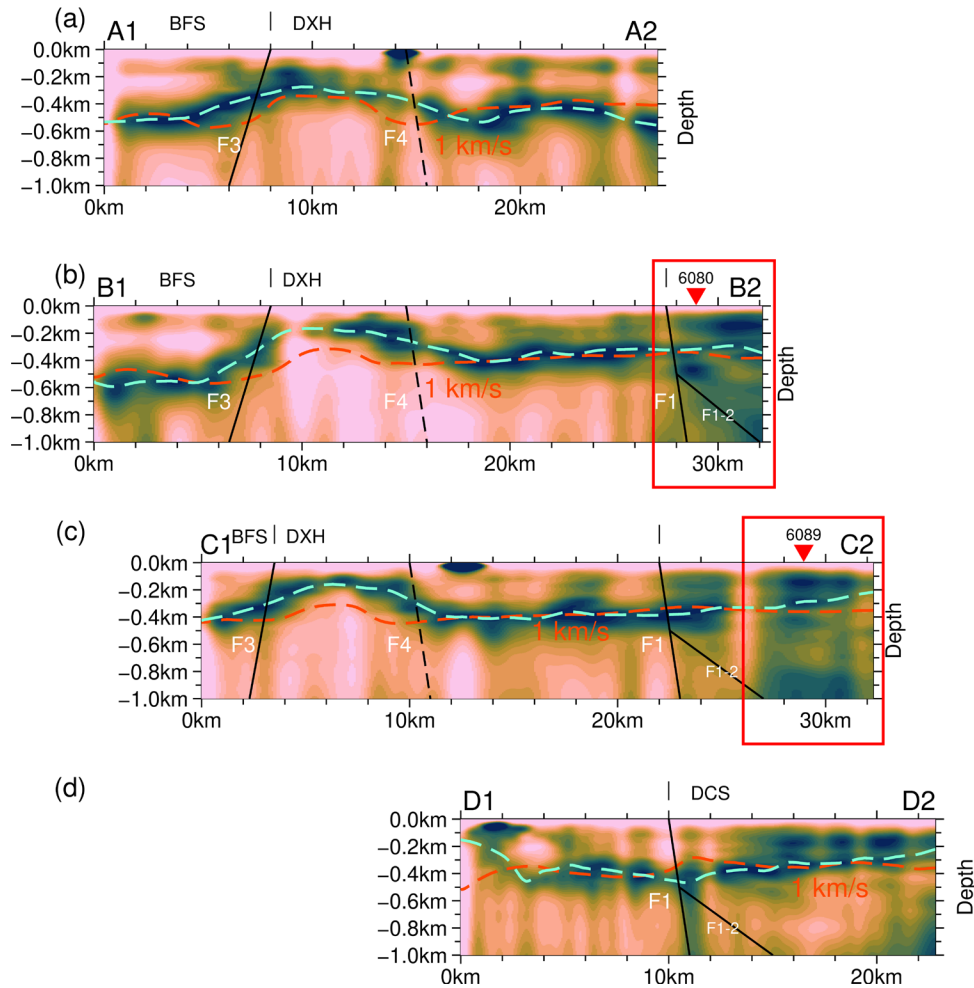 (a)
BFS | DXH
A1 A2
0.0km
−0.2km
−0.4km
−0.6km
−0.8km
−1.0km
F3 F4 1 km/s
Depth
0km 10km 20km
(b)
BFS | DXH | 6080
B1 B2
0.0km
−0.2km
−0.4km
−0.6km
−0.8km
−1.0km
F3 F4 1 km/s F1 F1-2
Depth
0km 10km 20km 30km
(c)
BFS | DXH | 6089
C1 C2
0.0km
−0.2km
−0.4km
−0.6km
−0.8km
−1.0km
F3 F4 1 km/s F1 F1-2
Depth
0km 10km 20km 30km
(d)
| DCS
D1 D2
0.0km
−0.2km
−0.4km
−0.6km
−0.8km
−1.0km
F1 F1-2 1 km/s
Depth
0km 10km 20km